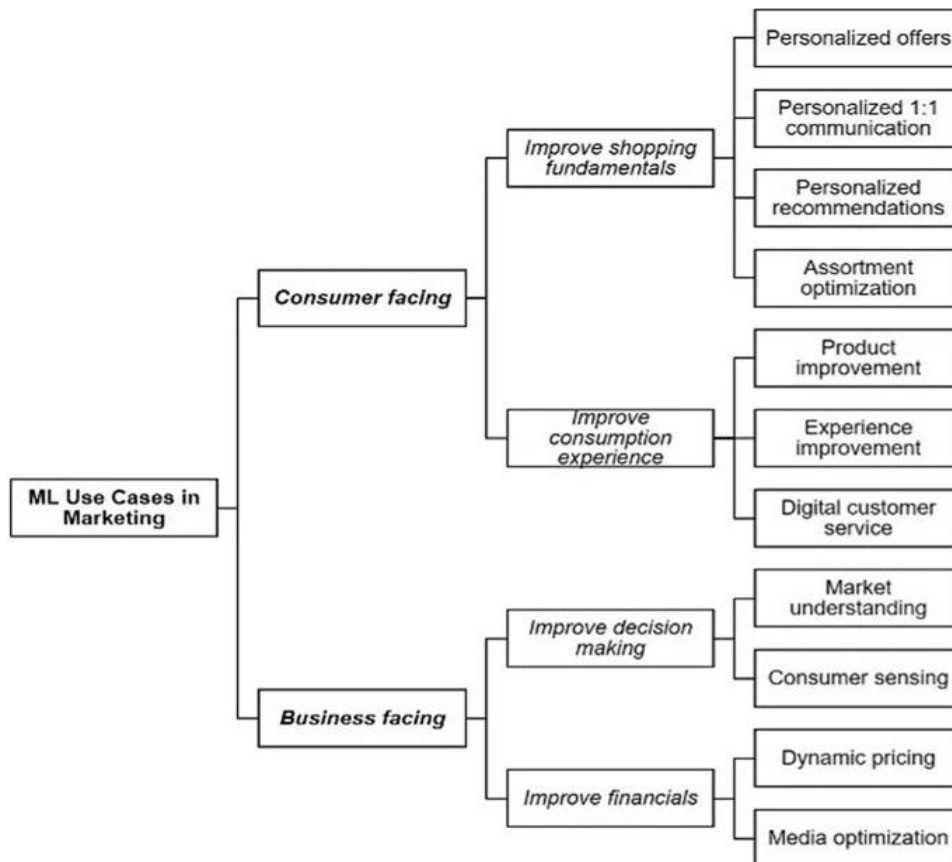 Personalized offers
Personalized 1:1
communication
Improve shopping
fundamentals
Personalized
recommendations
Assortment
optimization
Consumer facing
Product
improvement
Improve
consumption
experience
Experience
improvement
Digital customer
service
ML Use Cases in
Marketing
Market
understanding
Improve decision
making
Consumer sensing
Business facing
Dynamic pricing
Improve financials
Media optimization